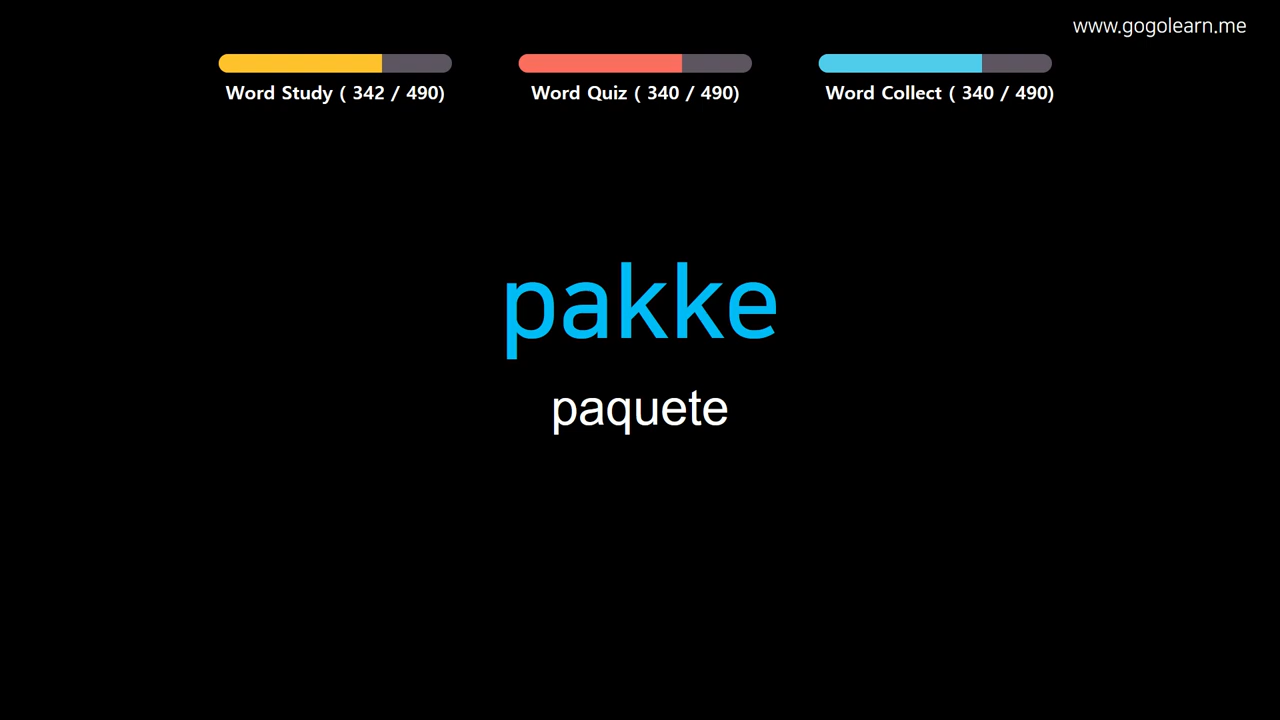 www.gogolearn.me
Word Study ( 342 / 490)
Word Quiz ( 340 / 490)
Word Collect ( 340 / 490)
pakke
paquete